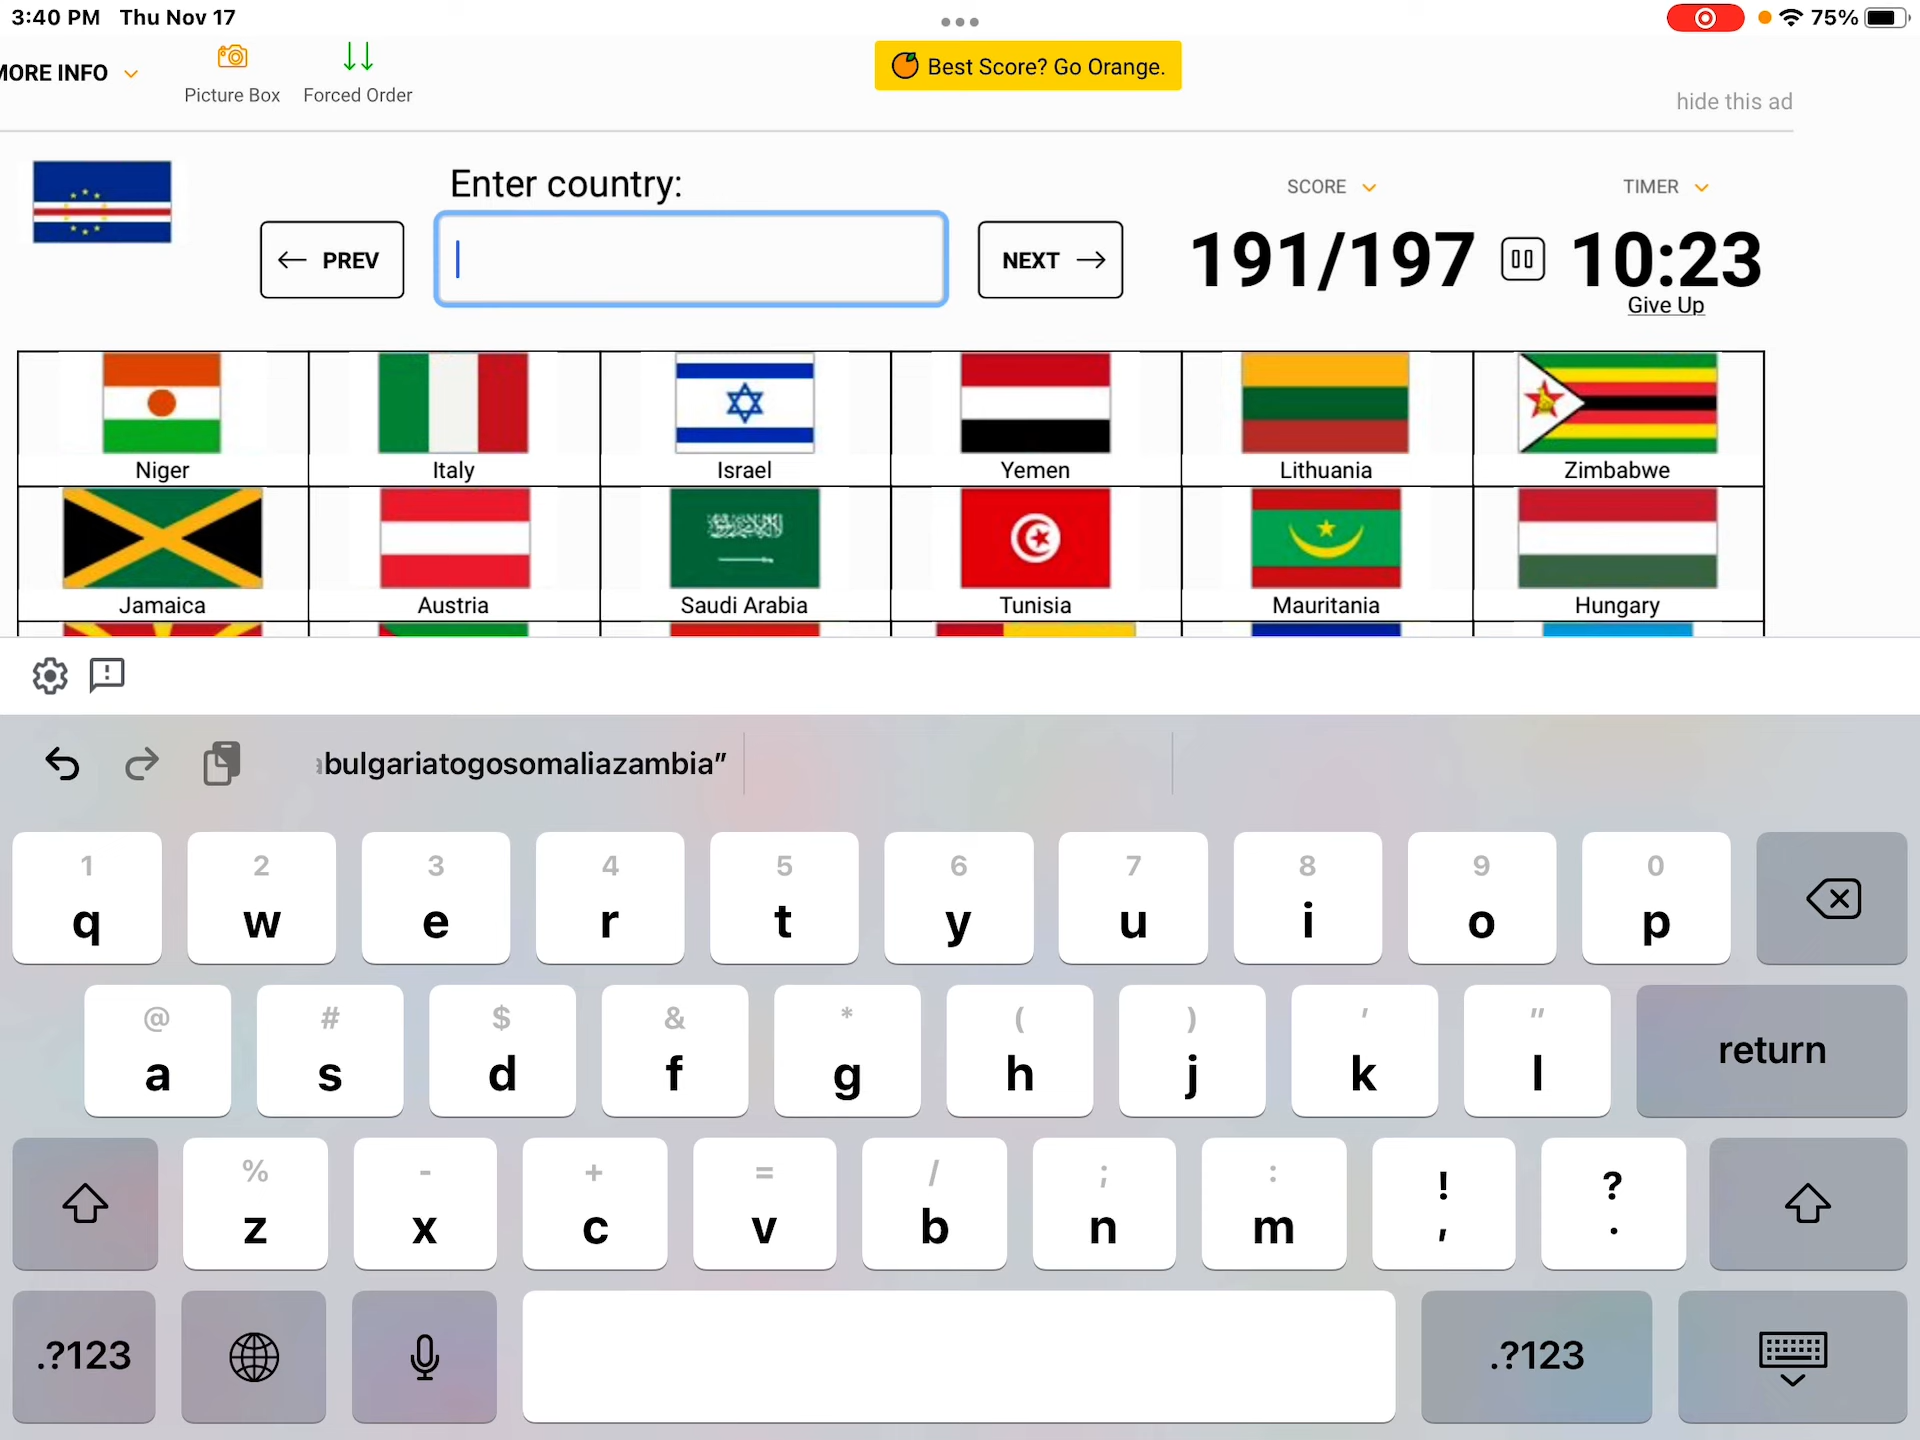 3:40 PM Thu Nov 17
75%
MORE INFO
Picture Box
Forced Order
Best Score? Go Orange.
hide this ad
Enter country:
SCORE
TIMER
PREV
NEXT
191/197
10:23
Give Up
Niger
Italy
Israel
Yemen
Lithuania
Zimbabwe
Jamaica
Austria
Saudi Arabia
Tunisia
Mauritania
Hungary
bulgariatogosomaliazambia"
1 2 3 4 5 6 7 8 9 0
q w e r t y u i o p
@ # $ & * ( ) ' "
a s d f g h j k l return
% - + = / ; : ! ?
z x c v b n m , .
.?123
.?123